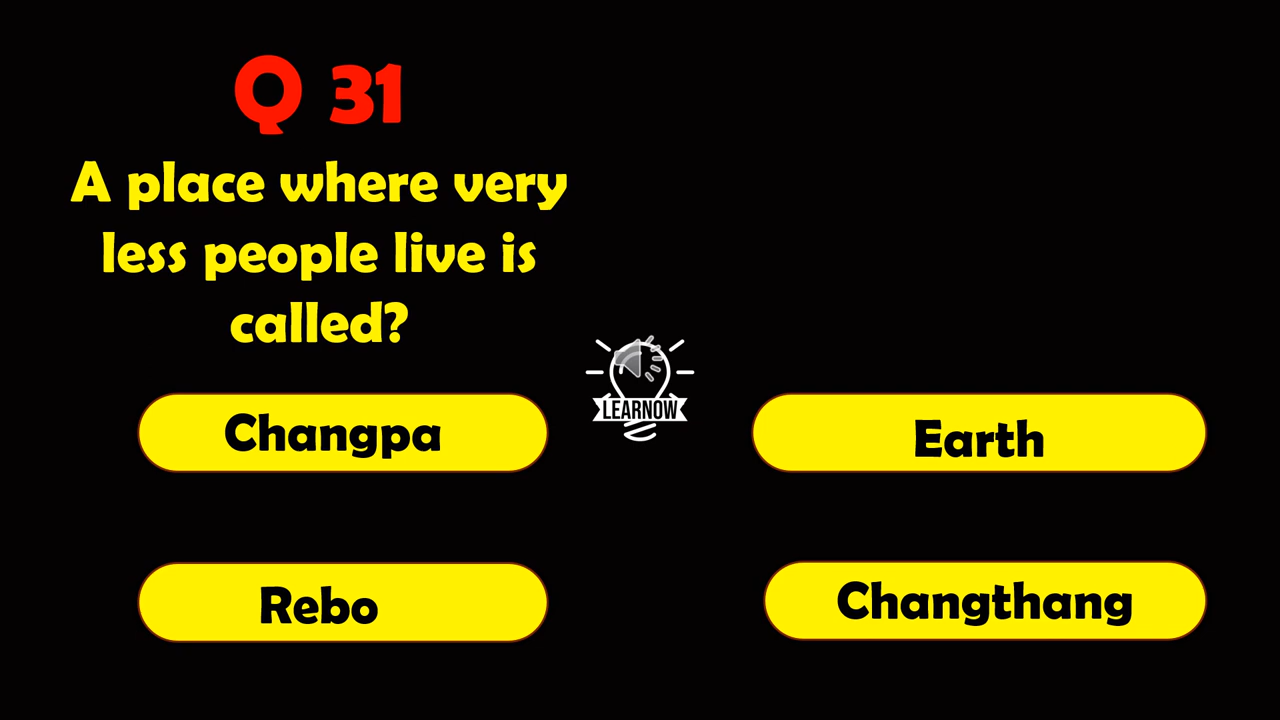 Q 31
A place where very
less people live is
called?
LEARNOW
Changpa
Earth
Rebo
Changthang